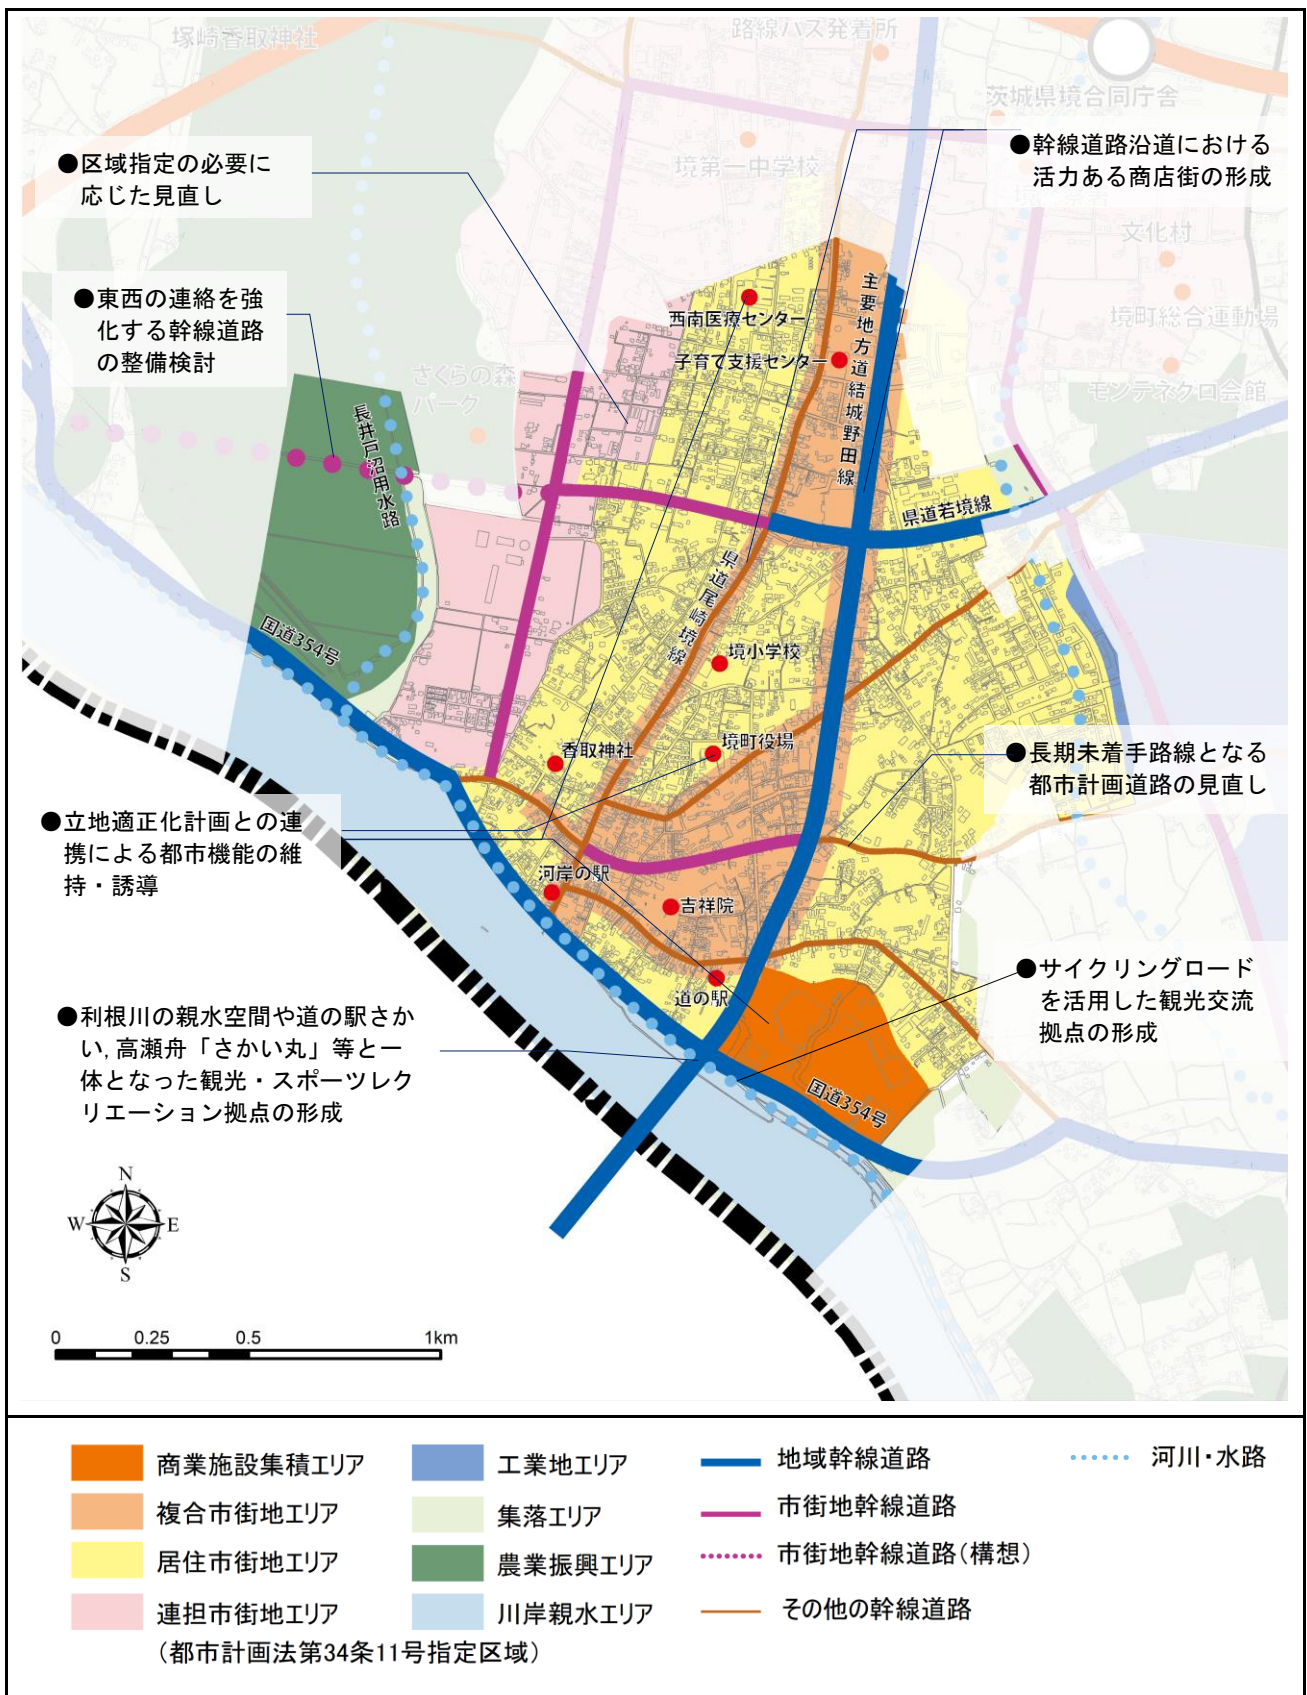 塚崎香取神社
路線バス発着所
茨城県境合同庁舎
●区域指定の必要に
応じた見直し
境第一中学校
●幹線道路沿道における
活力ある商店街の形成
文化村
●東西の連絡を強
化する幹線道路
の整備検討
西南医療センター
子育て支援センター
主要地方道結城野田線
境町総合運動場
モンテネクロ会館
さくらの森
パーク
長井戸沼用水路
県道若境線
県道尾崎境線
国道354号
境小学校
香取神社
境町役場
●長期未着手路線となる
都市計画道路の見直し
●立地適正化計画との連
携による都市機能の維
持・誘導
河岸の駅
吉祥院
道の駅
●サイクリングロード
を活用した観光交流
拠点の形成
●利根川の親水空間や道の駅さか
い,高瀬舟「さかい丸」等と一
体となった観光・スポーツレク
リエーション拠点の形成
国道354号
N
W E
S
0 0.25 0.5 1km
商業施設集積エリア
複合市街地エリア
居住市街地エリア
連担市街地エリア
（都市計画法第34条11号指定区域）
工業地エリア
集落エリア
農業振興エリア
川岸親水エリア
地域幹線道路
市街地幹線道路
市街地幹線道路（構想）
その他の幹線道路
河川・水路